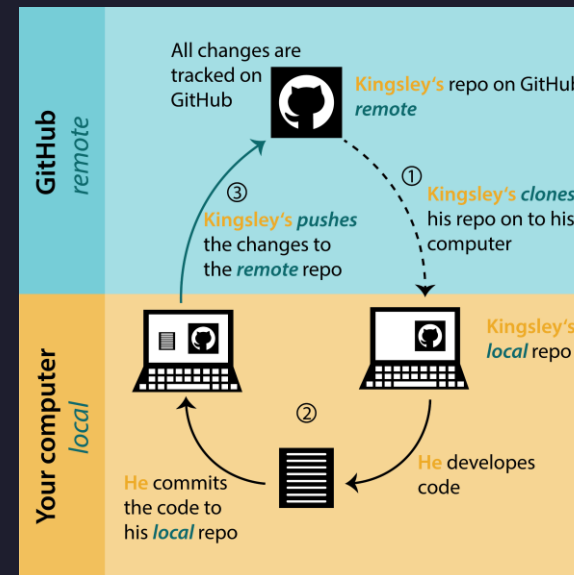 All changes are
tracked on
GitHub
Kingsley's repo on GitHub
remote
①
Kingsley's clones
his repo on to his
computer
③
Kingsley's pushes
the changes to
the remote repo
GitHub
remote
Kingsley's
local repo
②
He developes
code
He commits
the code to
his local repo
Your computer
local